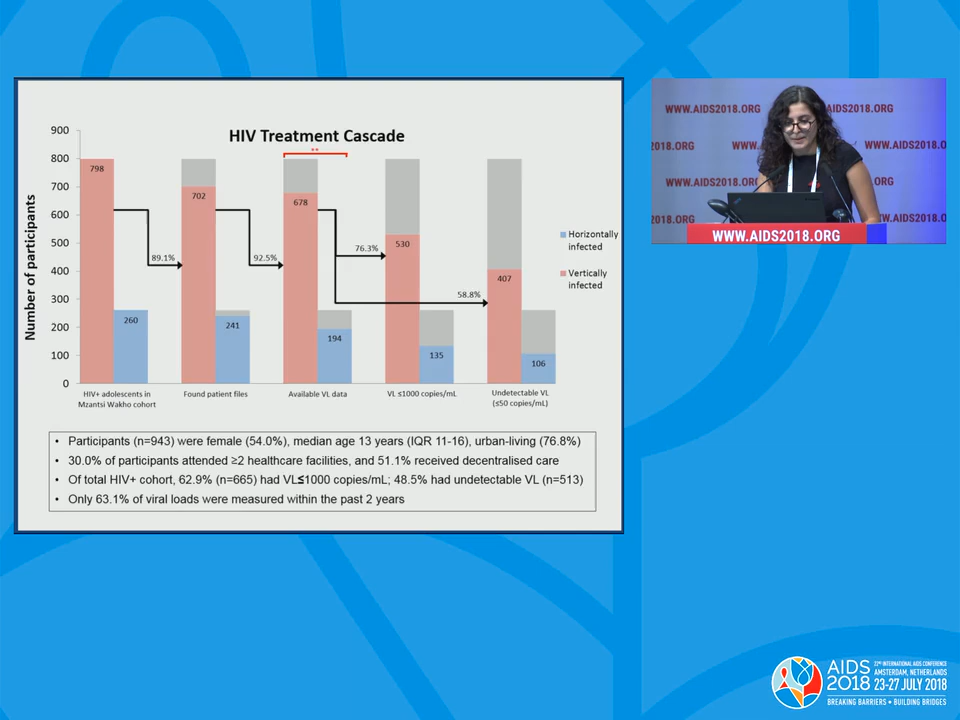 HIV Treatment Cascade
**
Number of participants
900
800
700
600
500
400
300
200
100
0
798
260
702
241
678
194
530
135
407
106
89.1%
92.5%
76.3%
58.8%
HIV+ adolescents in
Mzantsi Wakho cohort
Found patient files
Available VL data
VL ≤1000 copies/mL
Undetectable VL
(≤50 copies/mL)
Horizontally
infected
Vertically
infected
• Participants (n=943) were female (54.0%), median age 13 years (IQR 11-16), urban-living (76.8%)
• 30.0% of participants attended ≥2 healthcare facilities, and 51.1% received decentralised care
• Of total HIV+ cohort, 62.9% (n=665) had VL≤1000 copies/mL; 48.5% had undetectable VL (n=513)
• Only 63.1% of viral loads were measured within the past 2 years
WWW.AIDS2018.ORG
AIDS2018.ORG
2018.ORG
WWW.
WWW.AIDS2018.O
WWW.AIDS2018.ORG
.ORG
2018.ORG
W.AIDS2018.O
WWW.AIDS2018.ORG
AIDS
2018
22ND INTERNATIONAL AIDS CONFERENCE
AMSTERDAM, NETHERLANDS
23-27 JULY 2018
BREAKING BARRIERS • BUILDING BRIDGES